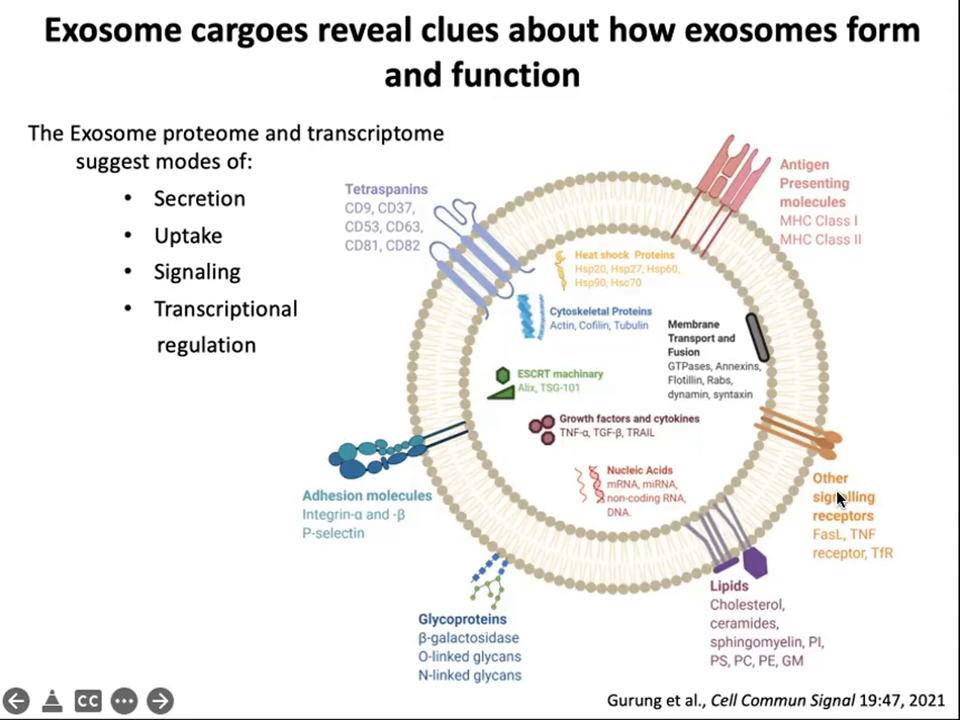 Exosome cargoes reveal clues about how exosomes form
and function
The Exosome proteome and transcriptome
suggest modes of:
• Secretion
• Uptake
• Signaling
• Transcriptional
regulation
Tetraspanins
CD9, CD37,
CD53, CD63,
CD81, CD82
Antigen
Presenting
molecules
MHC Class I
MHC Class II
Heat shock Proteins
Hsp20, Hsp27, Hsp60,
Hsp90, Hsc70
Cytoskeletal Proteins
Actin, Cofilin, Tubulin
Membrane
Transport and
Fusion
GTPases, Annexins,
Flotillin, Rabs,
dynamin, syntaxin
ESCRT machinary
Alix, TSG-101
Growth factors and cytokines
TNF-α, TGF-β, TRAIL
Nucleic Acids
mRNA, miRNA,
non-coding RNA,
DNA.
Adhesion molecules
Integrin-α and -β
P-selectin
Other
signalling
receptors
FasL, TNF
receptor, TfR
Glycoproteins
β-galactosidase
O-linked glycans
N-linked glycans
Lipids
Cholesterol,
ceramides,
sphingomyelin, PI,
PS, PC, PE, GM
CC
Gurung et al., Cell Commun Signal 19:47, 2021